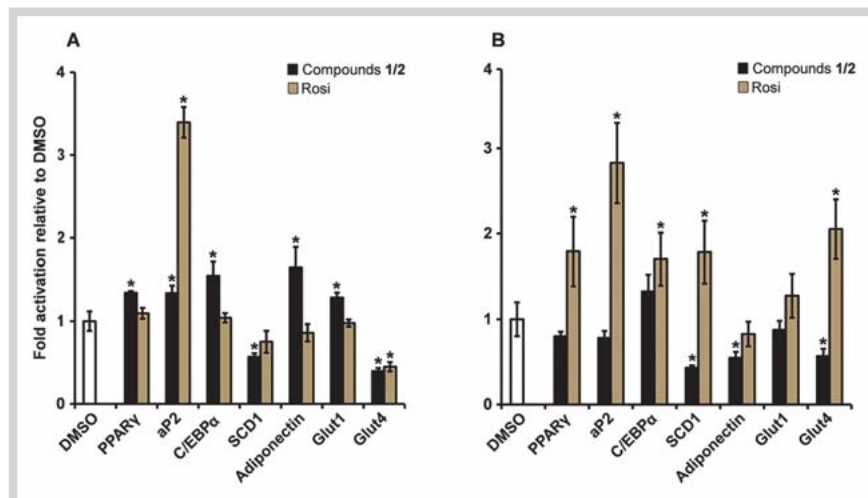 A
Compounds 1/2
Rosi
Fold activation relative to DMSO
4
3
2
1
0
*
*
*
*
*
*
*
*
*
DMSO
PPARγ
aP2
C/EBPα
SCD1
Adiponectin
Glut1
Glut4
B
Compounds 1/2
Rosi
4
3
2
1
0
*
*
*
*
*
*
*
*
DMSO
PPARγ
aP2
C/EBPα
SCD1
Adiponectin
Glut1
Glut4